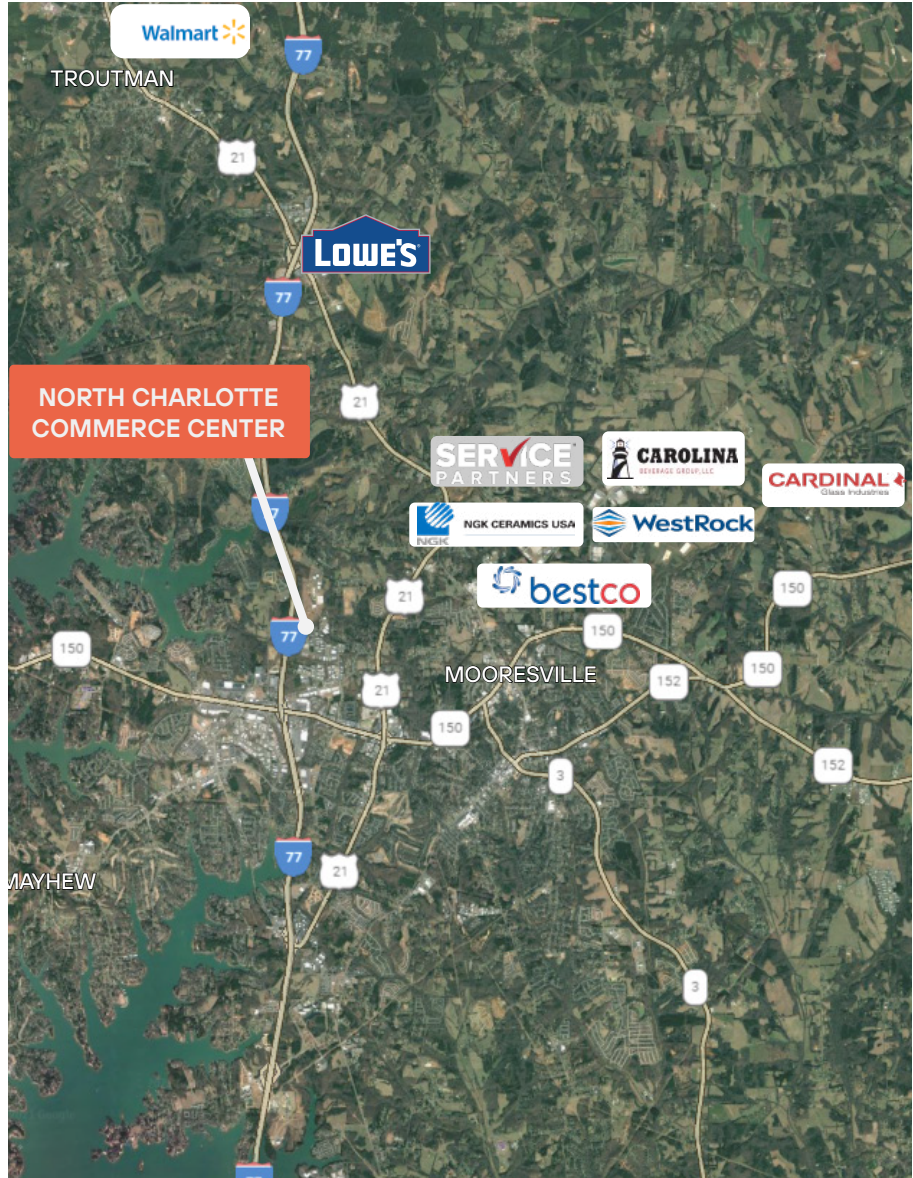 Walmart
77
TROUTMAN
21
LOWE'S
77
NORTH CHARLOTTE
COMMERCE CENTER
21
SERVICE
PARTNERS
CAROLINA
BEVERAGE GROUP, LLC
CARDINAL
Glass Industries
77
NGK
NGK CERAMICS USA
WestRock
bestco
21
150
77
150
150
MOORESVILLE
150
152
21
150
152
3
77
21
MAYHEW
3